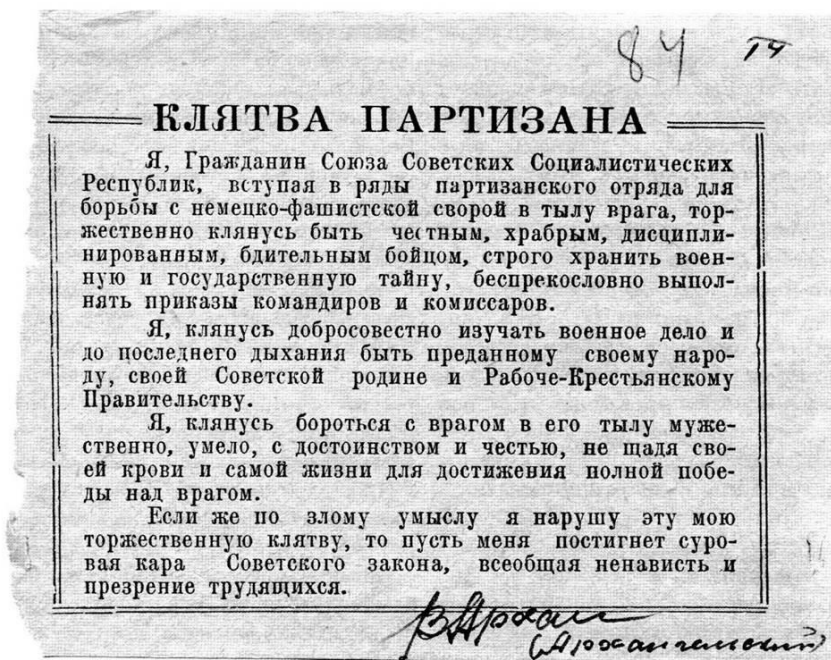 84
КЛЯТВА ПАРТИЗАНА
Я, Гражданин Союза Советских Социалистических
Республик, вступая в ряды партизанского отряда для
борьбы с немецко-фашистской сворой в тылу врага, тор-
жественно клянусь быть честным, храбрым, дисципли-
нированным, бдительным бойцом, строго хранить воен-
ную и государственную тайну, беспрекословно выпол-
нять приказы командиров и комиссаров.
Я, клянусь добросовестно изучать военное дело и
до последнего дыхания быть преданному своему наро-
ду, своей Советской родине и Рабоче-Крестьянскому
Правительству.
Я, клянусь бороться с врагом в его тылу муже-
ственно, умело, с достоинством и честью, не щадя сво-
ей крови и самой жизни для достижения полной побе-
ды над врагом.
Если же по злому умыслу я нарушу эту мою
торжественную клятву, то пусть меня постигнет суро-
вая кара Советского закона, всеобщая ненависть и
презрение трудящихся.
(Архангельский)